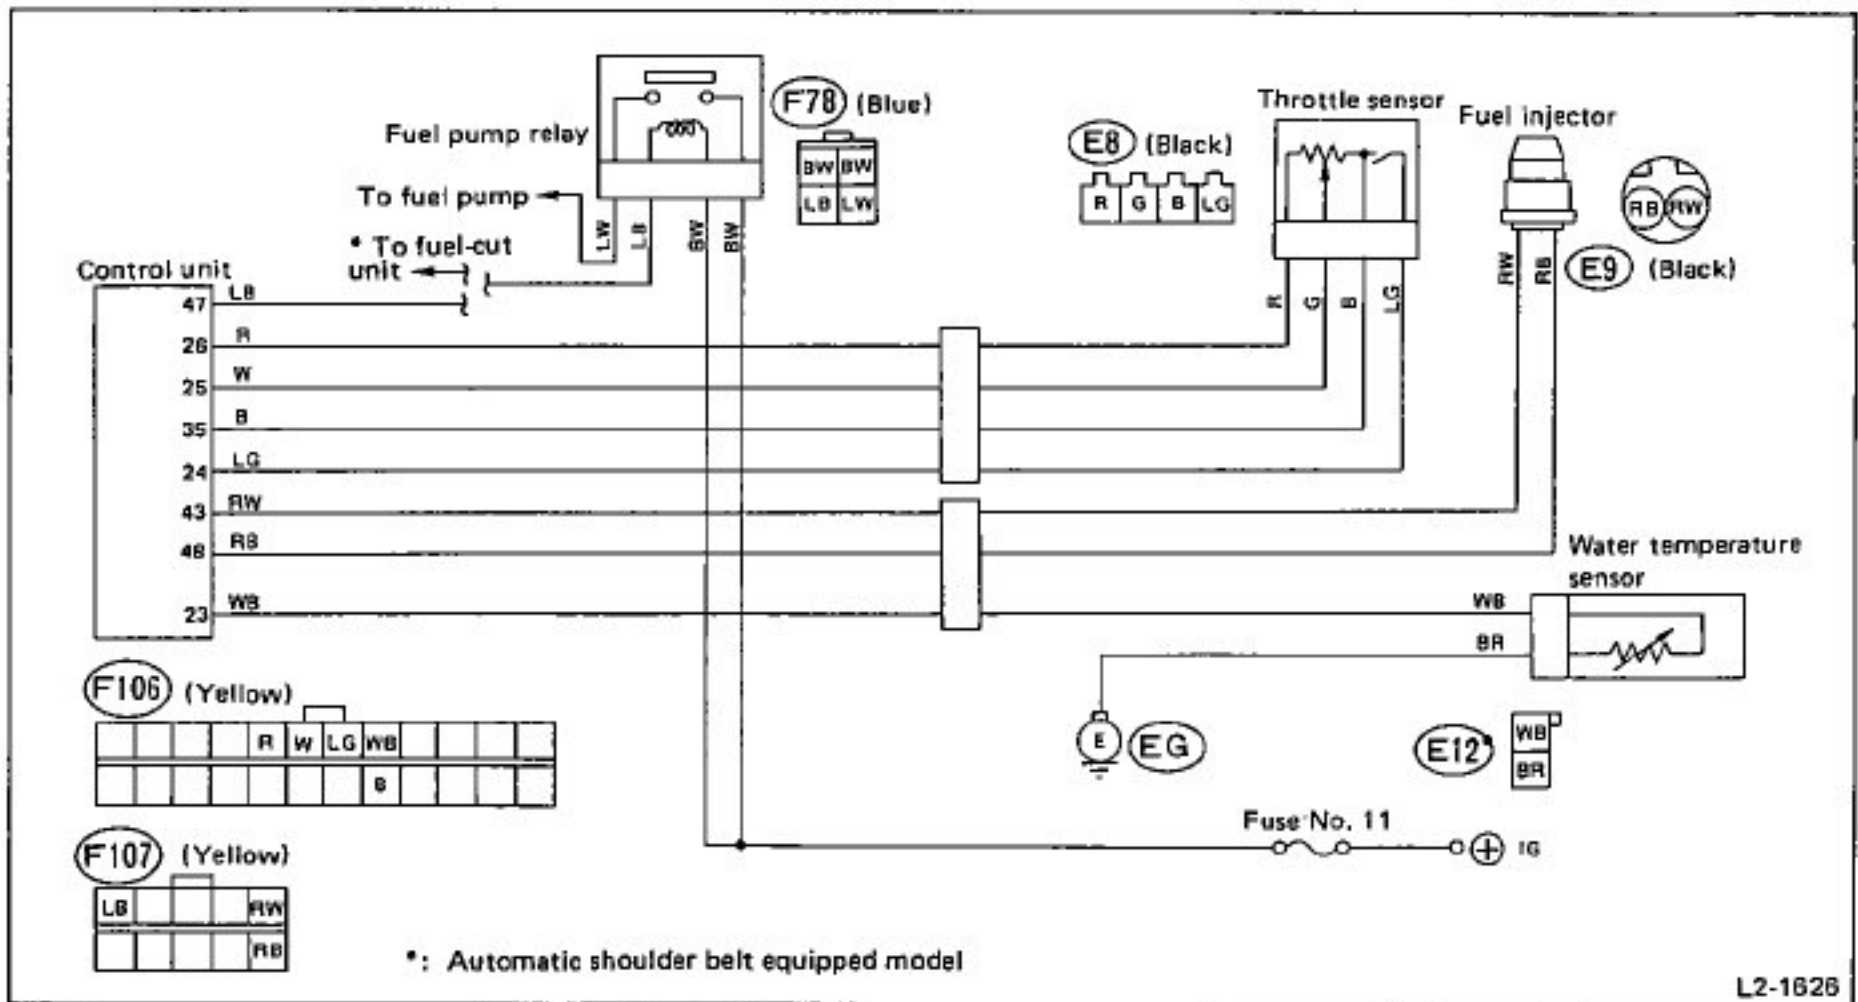 F78 (Blue)
Fuel pump relay
BW BW
LB LW
To fuel pump
LW LB BW BW
* To fuel-cut
unit
Throttle sensor
E8 (Black)
R G B LG
R G B LG
Fuel injector
RB RW
E9 (Black)
RW RB
Control unit
47 LB
26 R
25 W
35 B
24 LG
43 RW
48 RB
23 WB
Water temperature
sensor
WB
BR
E EG
E12*
WB
BR
F106 (Yellow)
R W LG WB
B
Fuse No. 11
IG
F107 (Yellow)
LB RW
RB
*: Automatic shoulder belt equipped model
L2-1626